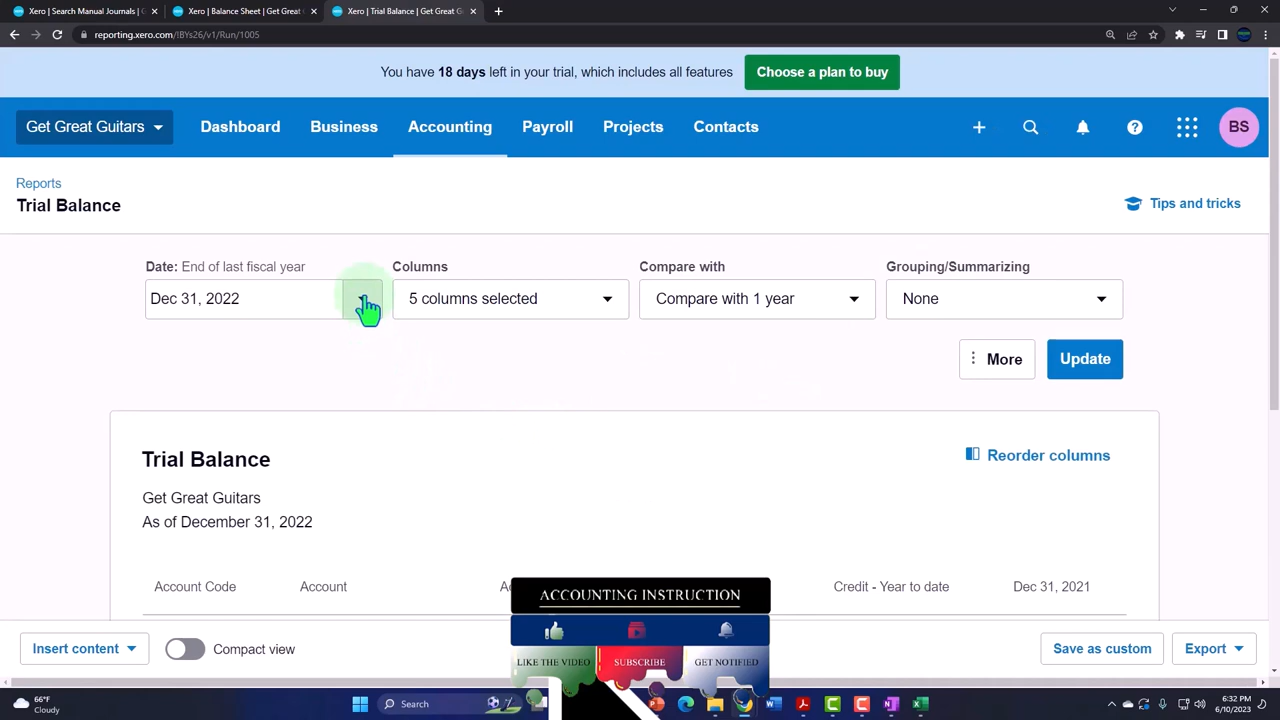 Xero | Search Manual Journals | G
Xero | Balance Sheet | Get Great G
Xero | Trial Balance | Get Great G
reporting.xero.com/!BYs26/v1/Run/1005
You have 18 days left in your trial, which includes all features
Choose a plan to buy
Get Great Guitars
Dashboard
Business
Accounting
Payroll
Projects
Contacts
BS
Reports
Trial Balance
Tips and tricks
Date: End of last fiscal year
Columns
Compare with
Grouping/Summarizing
Dec 31, 2022
5 columns selected
Compare with 1 year
None
More
Update
Trial Balance
Reorder columns
Get Great Guitars
As of December 31, 2022
Account Code
Account
Credit - Year to date
Dec 31, 2021
ACCOUNTING INSTRUCTION
LIKE THE VIDEO
SUBSCRIBE
GET NOTIFIED
Insert content
Compact view
Save as custom
Export
66°F
Cloudy
Search
6:32 PM
6/10/2023